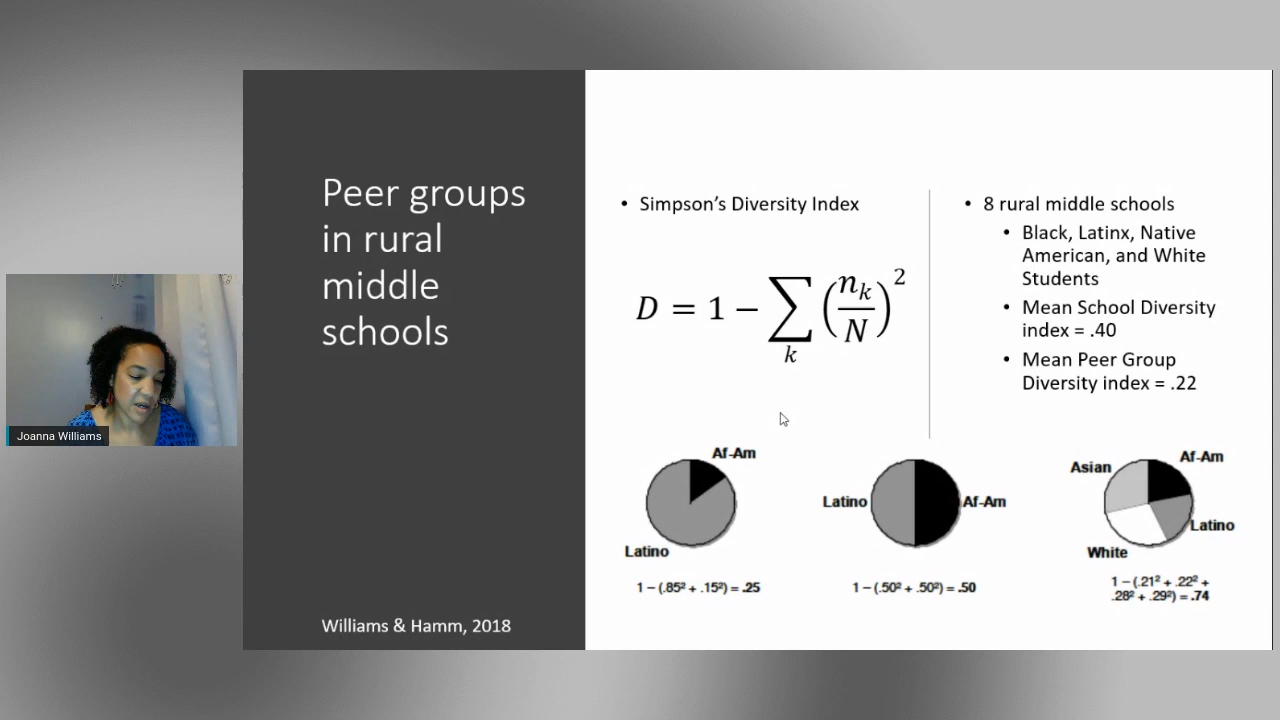 Peer groups
in rural
middle
schools
Williams & Hamm, 2018
Joanna Williams
• Simpson's Diversity Index
D = 1 − ∑ₖ (nₖ/N)²
• 8 rural middle schools
• Black, Latinx, Native
American, and White
Students
• Mean School Diversity
index = .40
• Mean Peer Group
Diversity index = .22
Af-Am
Latino
1 – (.85² + .15²) = .25
Latino
Af-Am
1 – (.50² + .50²) = .50
Asian
Af-Am
Latino
White
1 – (.21² + .22² +
.28² + .29²) = .74